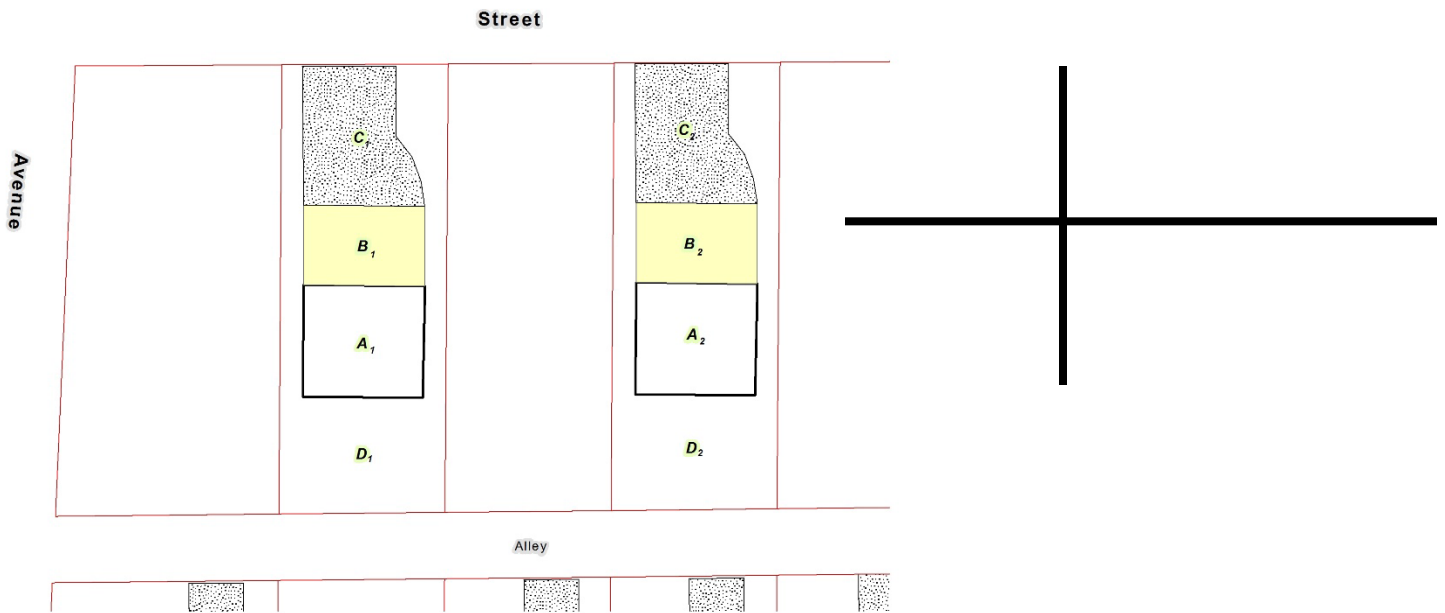 Street
Avenue
C₁
C₂
B₁
B₂
A₁
A₂
D₁
D₂
Alley